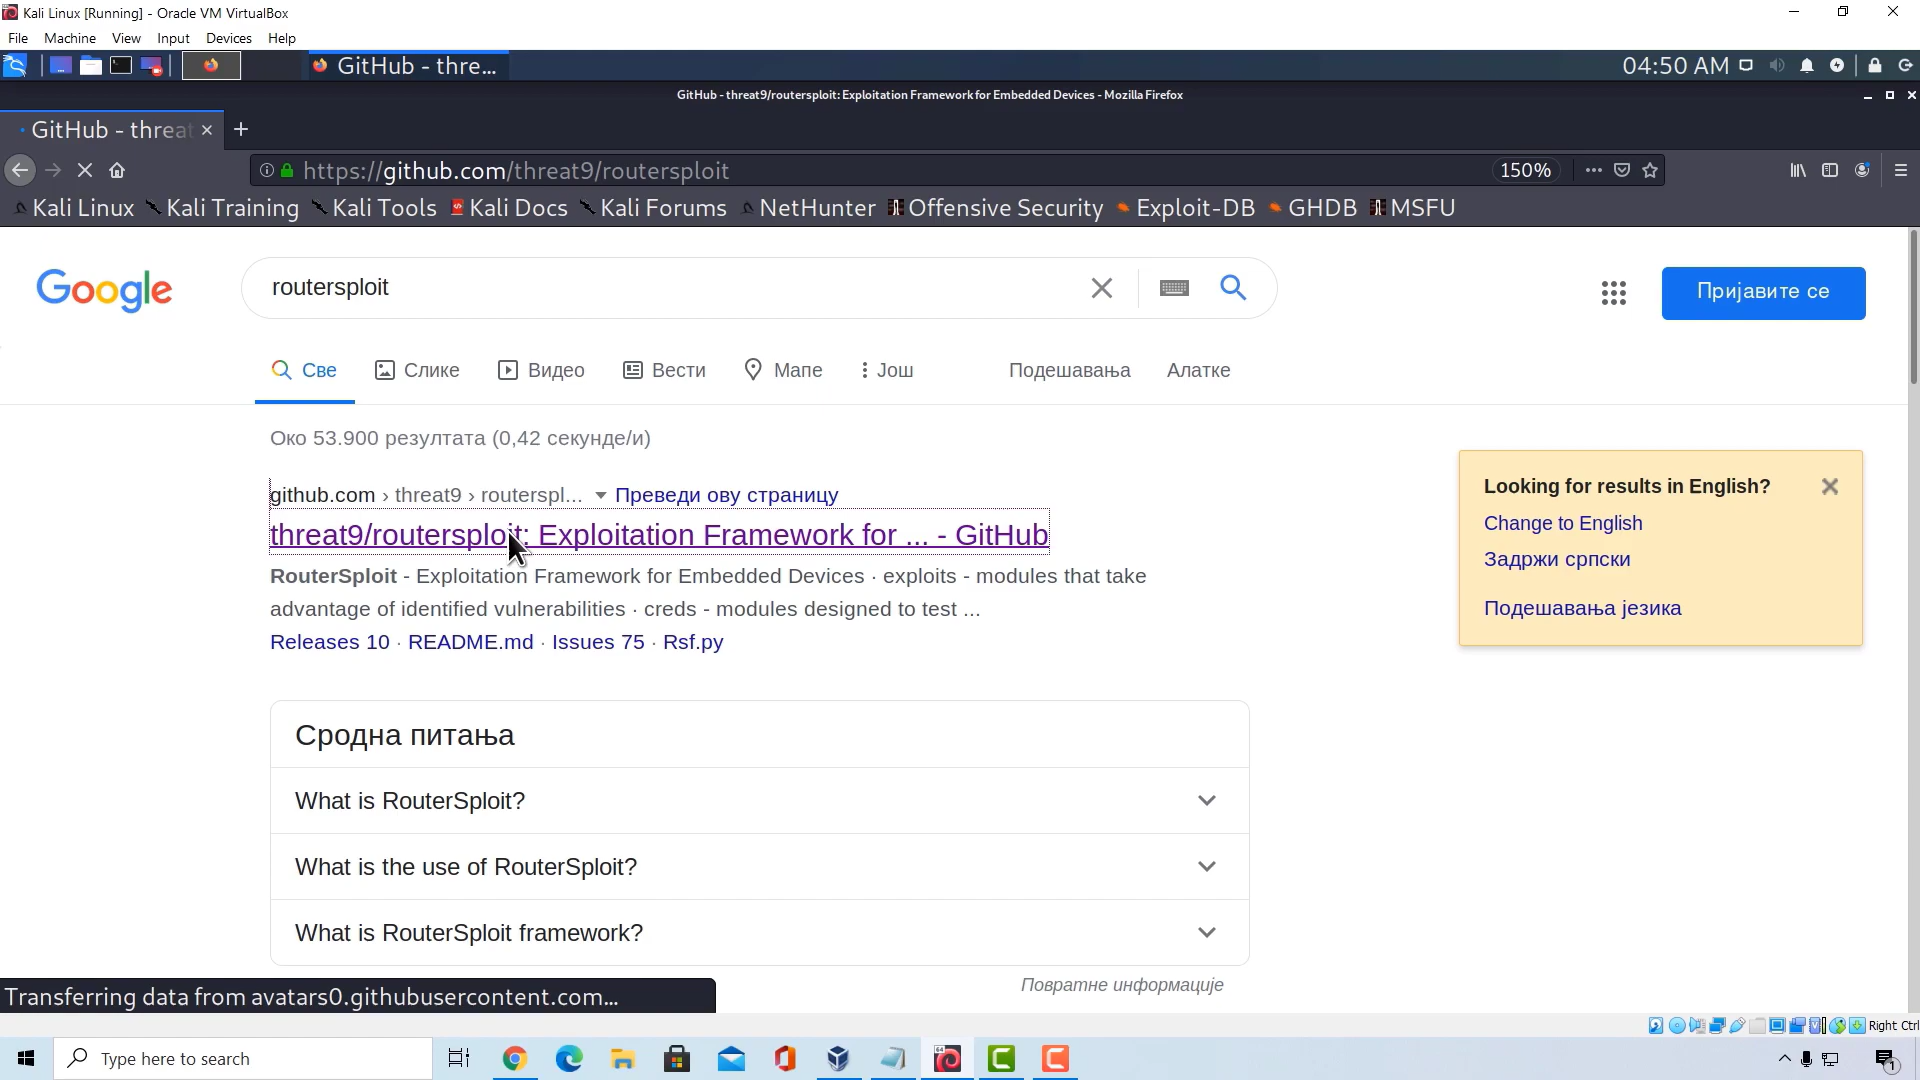 Kali Linux [Running] - Oracle VM VirtualBox
File Machine View Input Devices Help
GitHub - thre...
04:50 AM
GitHub - threat9/routersploit: Exploitation Framework for Embedded Devices - Mozilla Firefox
GitHub - threat
https://github.com/threat9/routersploit
150%
Kali Linux Kali Training Kali Tools Kali Docs Kali Forums NetHunter Offensive Security Exploit-DB GHDB MSFU
Google
routersploit
Пријавите се
Све Слике Видео Вести Мапе Још Подешавања Алатке
Око 53.900 резултата (0,42 секунде/и)
github.com › threat9 › routerspl... Преведи ову страницу
threat9/routersploit: Exploitation Framework for ... - GitHub
RouterSploit - Exploitation Framework for Embedded Devices · exploits - modules that take
advantage of identified vulnerabilities · creds - modules designed to test ...
Releases 10 · README.md · Issues 75 · Rsf.py
Looking for results in English?
Change to English
Задржи српски
Подешавања језика
Сродна питања
What is RouterSploit?
What is the use of RouterSploit?
What is RouterSploit framework?
Повратне информације
Transferring data from avatars0.githubusercontent.com...
Right Ctrl
Type here to search
1